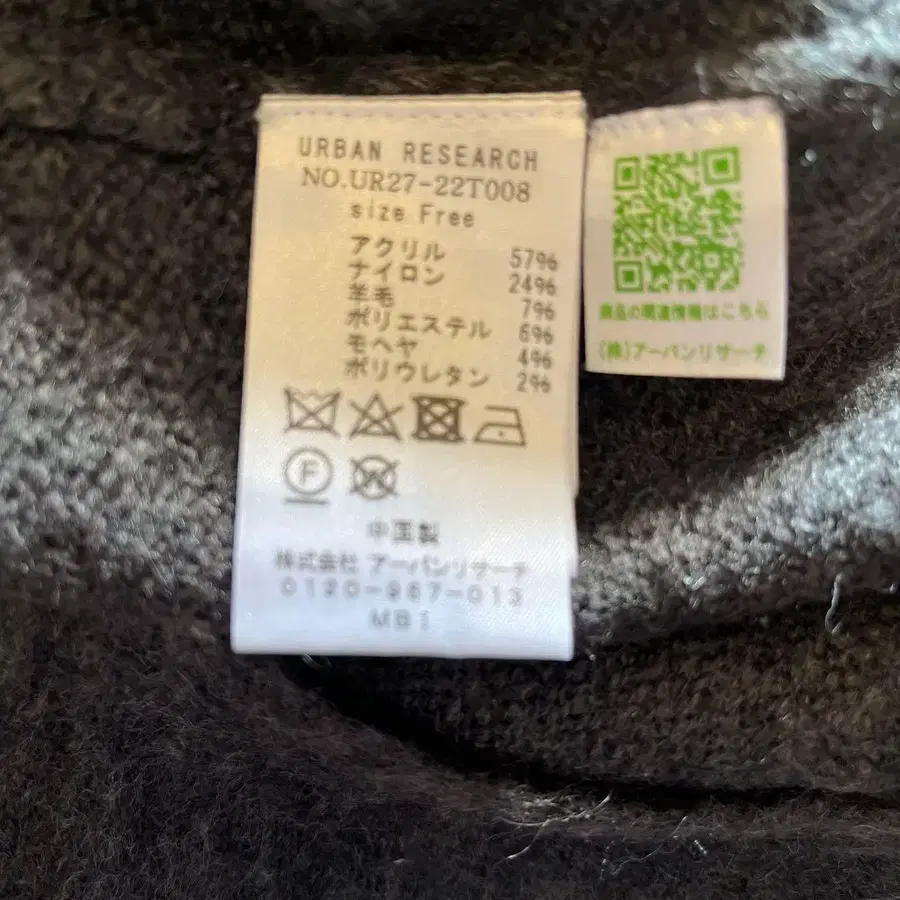 URBAN RESEARCH
NO.UR27-22T008
size Free
アクリル 57%
ナイロン 24%
羊毛 7%
ポリエステル 6%
モヘヤ 4%
ポリウレタン 2%
F
中国製
株式会社 アーバンリサーチ
0120-967-013
MB1
商品の関連情報はこちら
(株)アーバンリサーチ